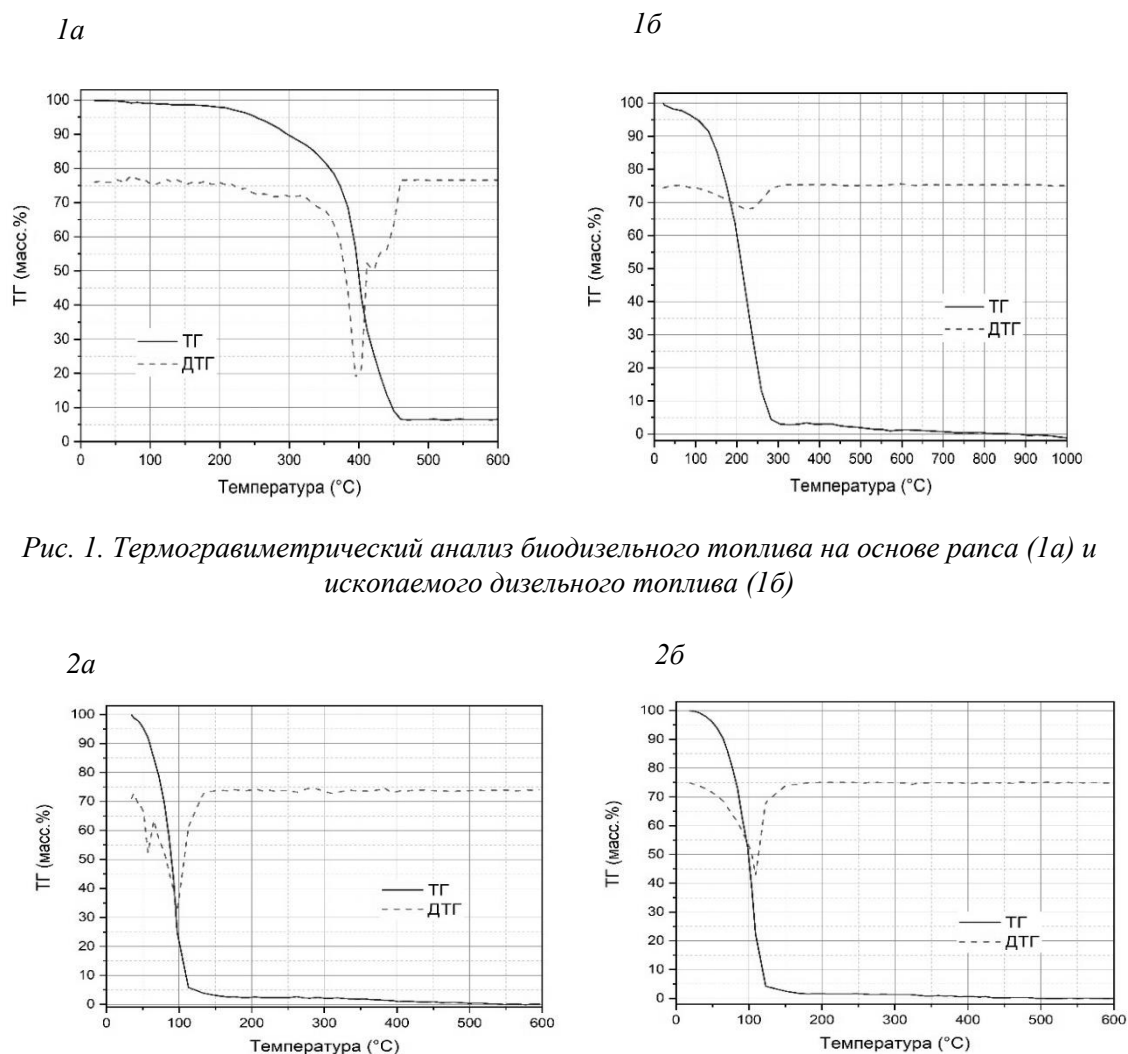 1а
1б
ТГ (масс.%)
100
90
80
70
60
50
40
30
20
10
0
ТГ
ДТГ
0 100 200 300 400 500 600
Температура (°C)
ТГ (масс.%)
100
90
80
70
60
50
40
30
20
10
0
ТГ
ДТГ
0 100 200 300 400 500 600 700 800 900 1000
Температура (°C)
Рис. 1. Термогравиметрический анализ биодизельного топлива на основе рапса (1а) и
ископаемого дизельного топлива (1б)
2а
2б
ТГ (масс.%)
100
90
80
70
60
50
40
30
20
10
0
ТГ
ДТГ
0 100 200 300 400 500 600
Температура (°C)
ТГ (масс.%)
100
90
80
70
60
50
40
30
20
10
0
ТГ
ДТГ
0 100 200 300 400 500 600
Температура (°C)